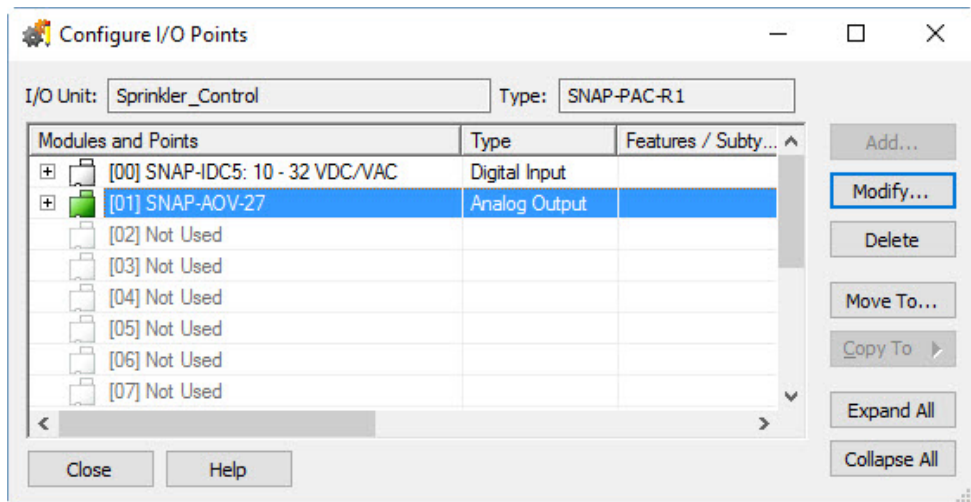 Configure I/O Points
I/O Unit: Sprinkler_Control Type: SNAP-PAC-R1
Modules and Points Type Features / Subty...
[00] SNAP-IDC5: 10 - 32 VDC/VAC Digital Input
[01] SNAP-AOV-27 Analog Output
[02] Not Used
[03] Not Used
[04] Not Used
[05] Not Used
[06] Not Used
[07] Not Used
Add...
Modify...
Delete
Move To...
Copy To
Expand All
Collapse All
Close Help